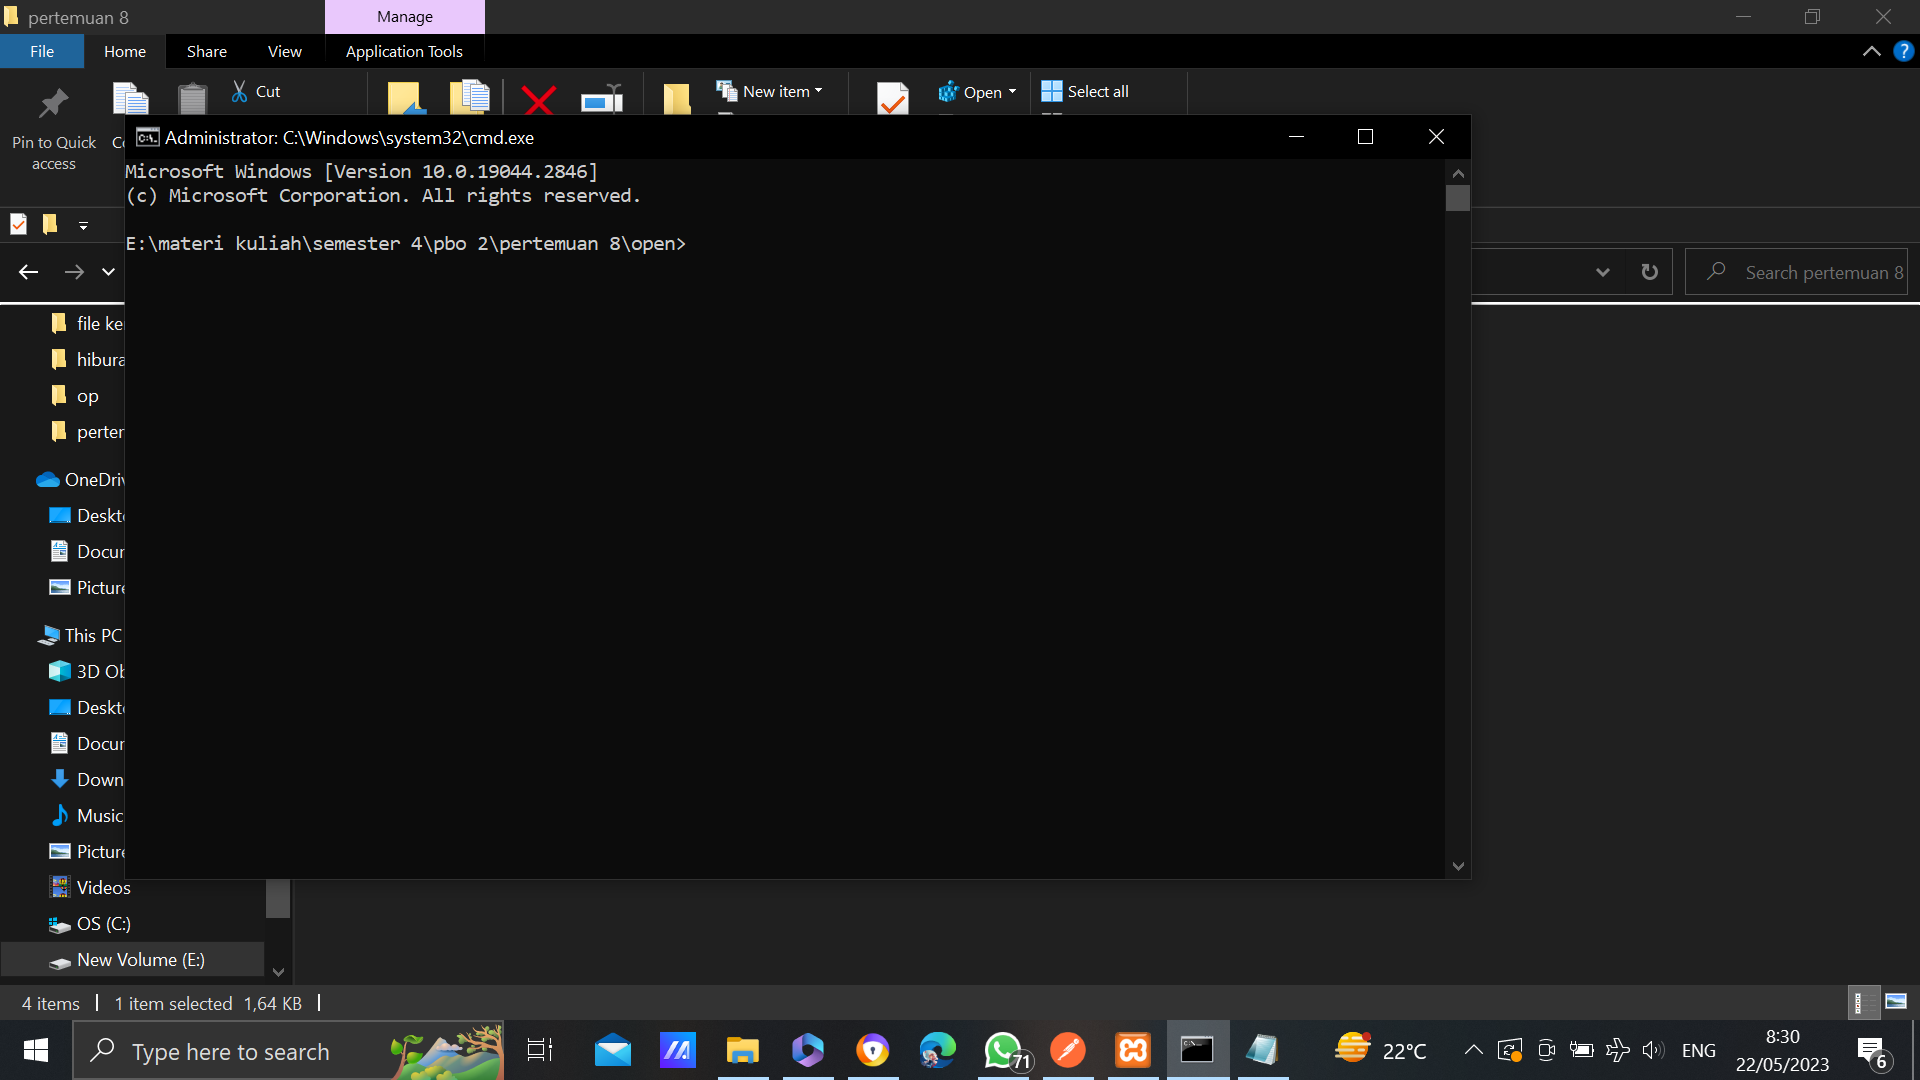 pertemuan 8
Manage
File
Home
Share
View
Application Tools
Pin to Quick access
Cut
New item
Open
Select all
Administrator: C:\Windows\system32\cmd.exe
Microsoft Windows [Version 10.0.19044.2846]
(c) Microsoft Corporation. All rights reserved.
E:\materi kuliah\semester 4\pbo 2\pertemuan 8\open>
Search pertemuan 8
file ke
hibura
op
perter
OneDriv
Deskt
Docur
Picture
This PC
3D Ob
Deskt
Docur
Down
Music
Picture
Videos
OS (C:)
New Volume (E:)
4 items
1 item selected 1,64 KB
Type here to search
71
22°C
ENG
8:30
22/05/2023
6